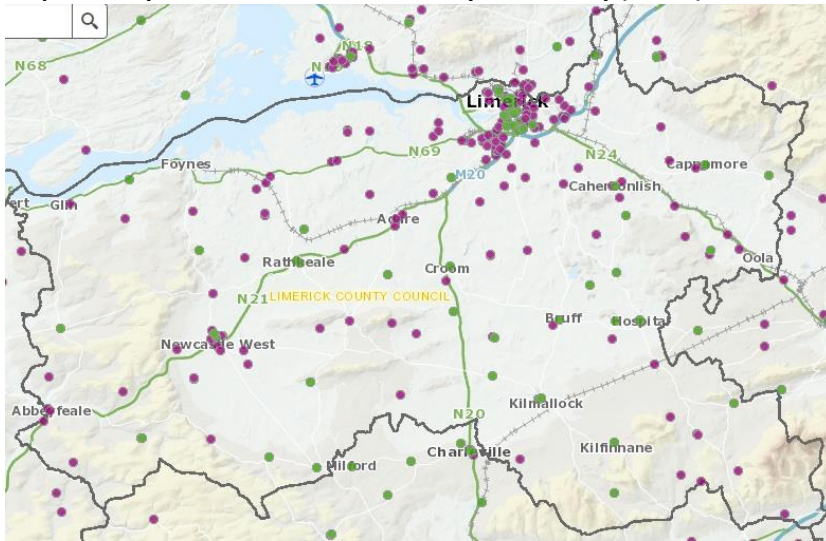 N18
N68
Limerick
Foynes
N69
N24
Cappamore
M20
Glin
Adare
Rathkeale
Croom
Oola
N21
LIMERICK COUNTY COUNCIL
Bruff
Hospital
Newcastle West
Kilmallock
Abbeyfeale
N20
Charleville
Kilfinnane
Milford